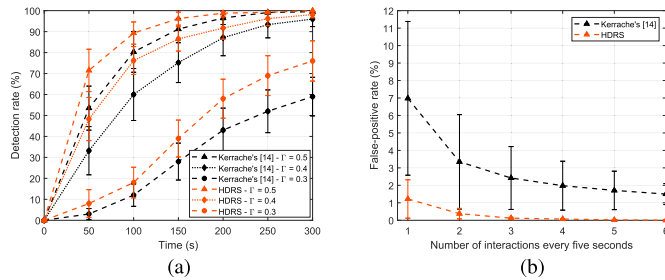 100
90
80
70
60
50
40
30
20
10
0
Detection rate (%)
0 50 100 150 200 250 300
Time (s)
Kerrache's [14] - Γ = 0.5
Kerrache's [14] - Γ = 0.4
Kerrache's [14] - Γ = 0.3
HDRS - Γ = 0.5
HDRS - Γ = 0.4
HDRS - Γ = 0.3
(a)
12
11
10
9
8
7
6
5
4
3
2
1
0
False-positive rate (%)
1 2 3 4 5 6
Number of interactions every five seconds
Kerrache's [14]
HDRS
(b)